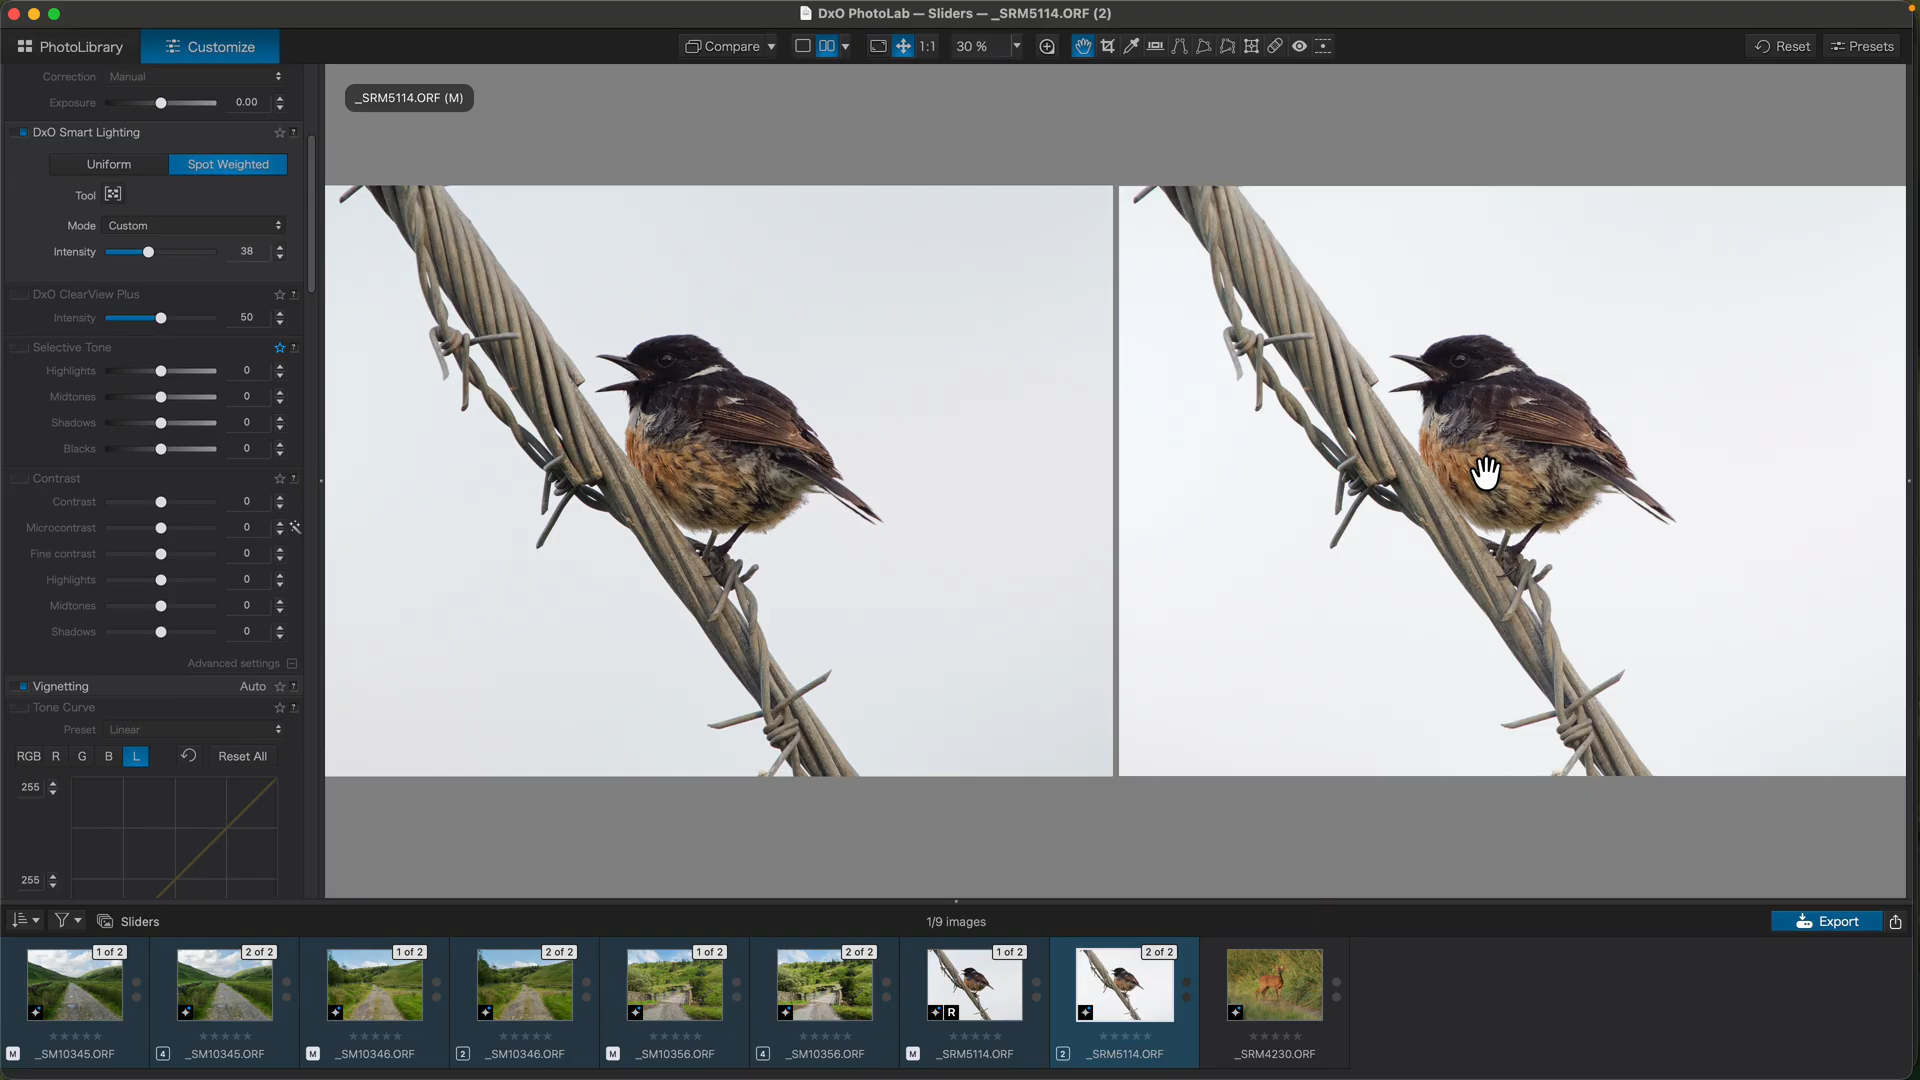 DxO PhotoLab — Sliders — _SRM5114.ORF (2)
PhotoLibrary
Customize
Compare
1:1
30 %
Reset
Presets
Correction Manual
Exposure 0.00
_SRM5114.ORF (M)
DxO Smart Lighting ?
Uniform Spot Weighted
Tool
Mode Custom
Intensity 38
DxO ClearView Plus ?
Intensity 50
Selective Tone ?
Highlights 0
Midtones 0
Shadows 0
Blacks 0
Contrast ?
Contrast 0
Microcontrast 0
Fine contrast 0
Highlights 0
Midtones 0
Shadows 0
Advanced settings
Vignetting Auto ?
Tone Curve ?
Preset Linear
RGB R G B L Reset All
255
255
Sliders
1/9 images
Export
1 of 2 2 of 2 1 of 2 2 of 2 1 of 2 2 of 2 1 of 2 2 of 2
R
M _SM10345.ORF 4 _SM10345.ORF M _SM10346.ORF 2 _SM10346.ORF M _SM10356.ORF 4 _SM10356.ORF M _SRM5114.ORF 2 _SRM5114.ORF _SRM4230.ORF